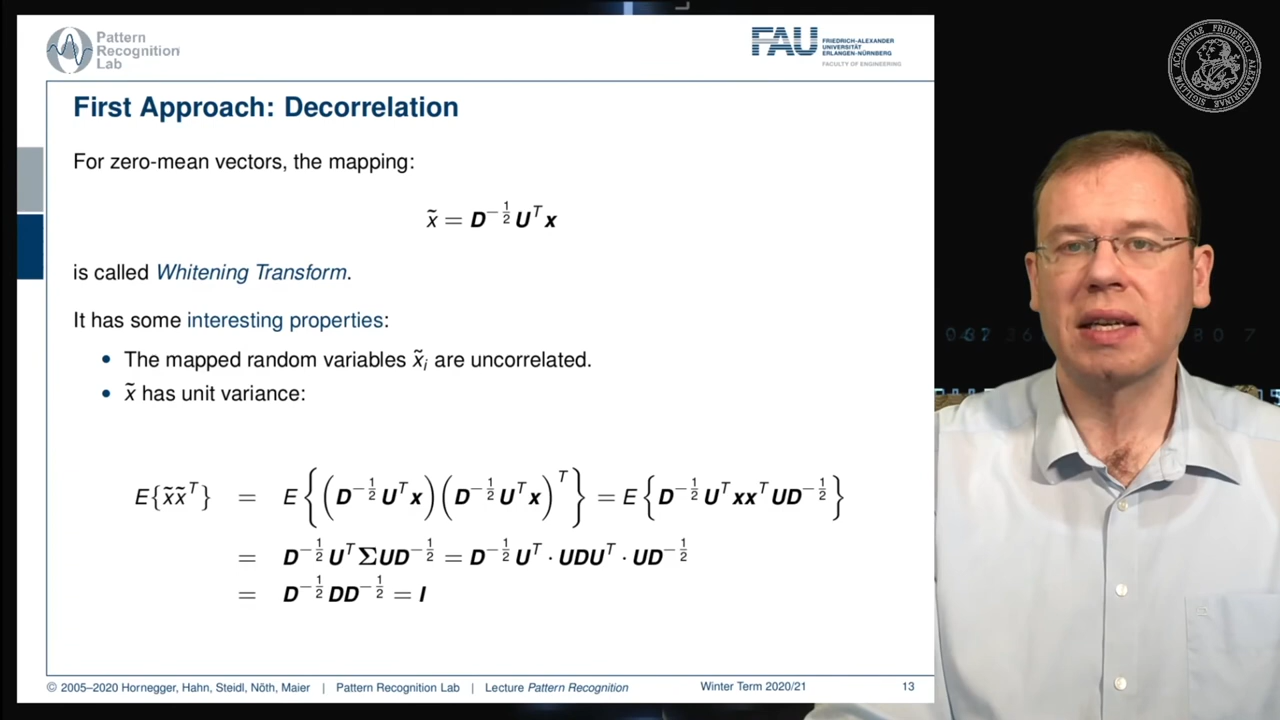 Pattern
Recognition
Lab
FAU
FRIEDRICH-ALEXANDER
UNIVERSITÄT
ERLANGEN-NÜRNBERG
FACULTY OF ENGINEERING
First Approach: Decorrelation
For zero-mean vectors, the mapping:
x̃ = D^{-1/2} U^T x
is called Whitening Transform.
It has some interesting properties:
• The mapped random variables x̃_i are uncorrelated.
• x̃ has unit variance:
E{x̃x̃^T} = E{(D^{-1/2} U^T x)(D^{-1/2} U^T x)^T} = E{D^{-1/2} U^T xx^T UD^{-1/2}}
= D^{-1/2} U^T ΣUD^{-1/2} = D^{-1/2} U^T · UDU^T · UD^{-1/2}
= D^{-1/2} DD^{-1/2} = I
© 2005–2020 Hornegger, Hahn, Steidl, Nöth, Maier | Pattern Recognition Lab | Lecture Pattern Recognition Winter Term 2020/21 13